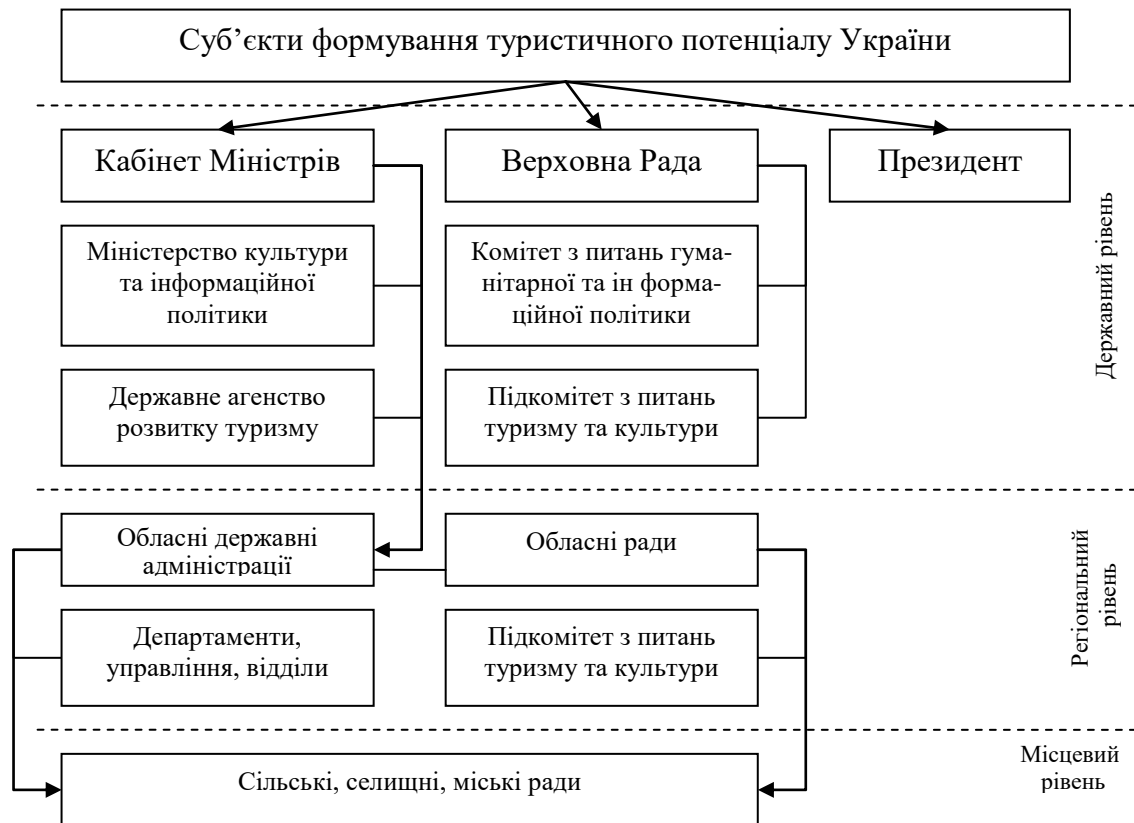 Суб’єкти формування туристичного потенціалу України
Кабінет Міністрів
Верховна Рада
Президент
Міністерство культури
та інформаційної
політики
Комітет з питань гума-
нітарної та ін форма-
ційної політики
Державне агенство
розвитку туризму
Підкомітет з питань
туризму та культури
Державний рівень
Обласні державні
адміністрації
Обласні ради
Департаменти,
управління, відділи
Підкомітет з питань
туризму та культури
Регіональний
рівень
Сільські, селищні, міські ради
Місцевий
рівень